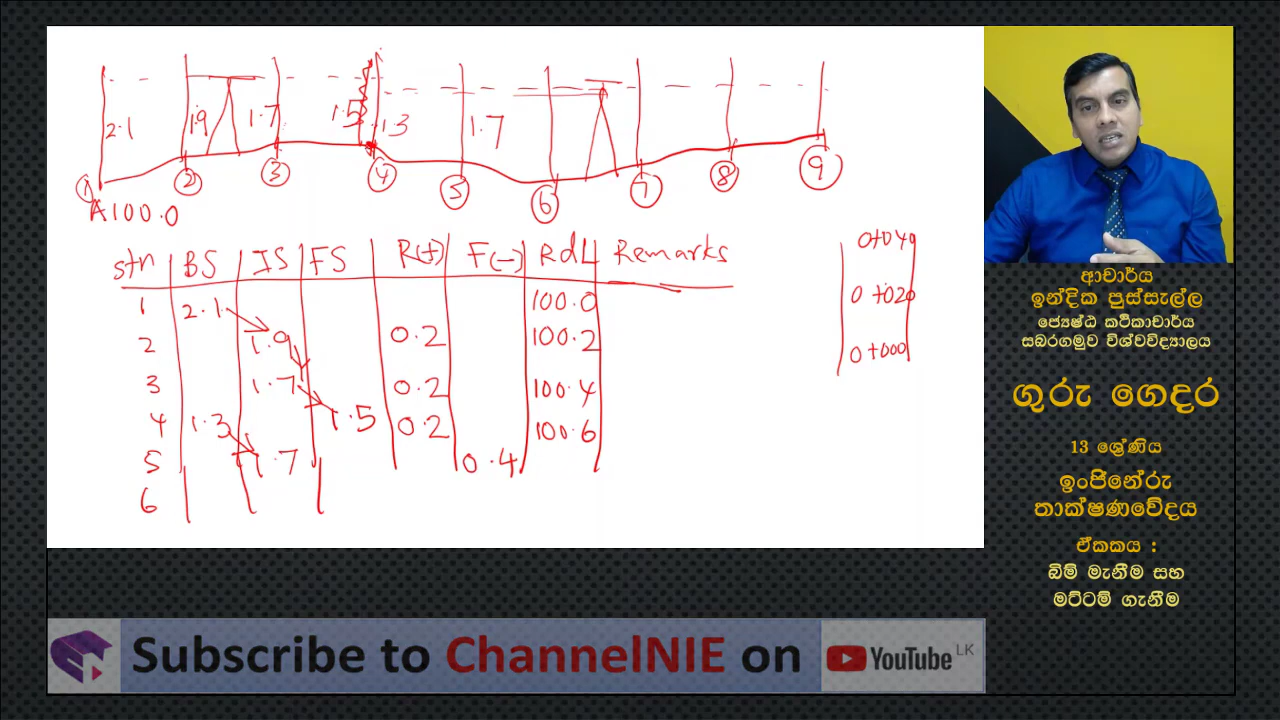 2.1 1.9 1.7 1.5 1.3 1.7
1 2 3 4 5 6 7 8 9
A100.0
stn BS IS FS R(+) F(-) RdL Remarks
1 2.1 100.0
2 1.9 0.2 100.2
3 1.7 0.2 100.4
4 1.3 1.5 0.2 100.6
5 1.7 0.4
6
0+040
0+020
0+000
ආචාර්ය
ඉන්දික පුස්සැල්ල
ජ්‍යෙෂ්ඨ කථිකාචාර්ය
සබරගමුව විශ්වවිද්‍යාලය
ගුරු ගෙදර
13 ශ්‍රේණිය
ඉංජිනේරු
තාක්ෂණවේදය
ඒකකය :
බිම් මැනීම සහ
මට්ටම් ගැනීම
Subscribe to ChannelNIE on YouTube LK